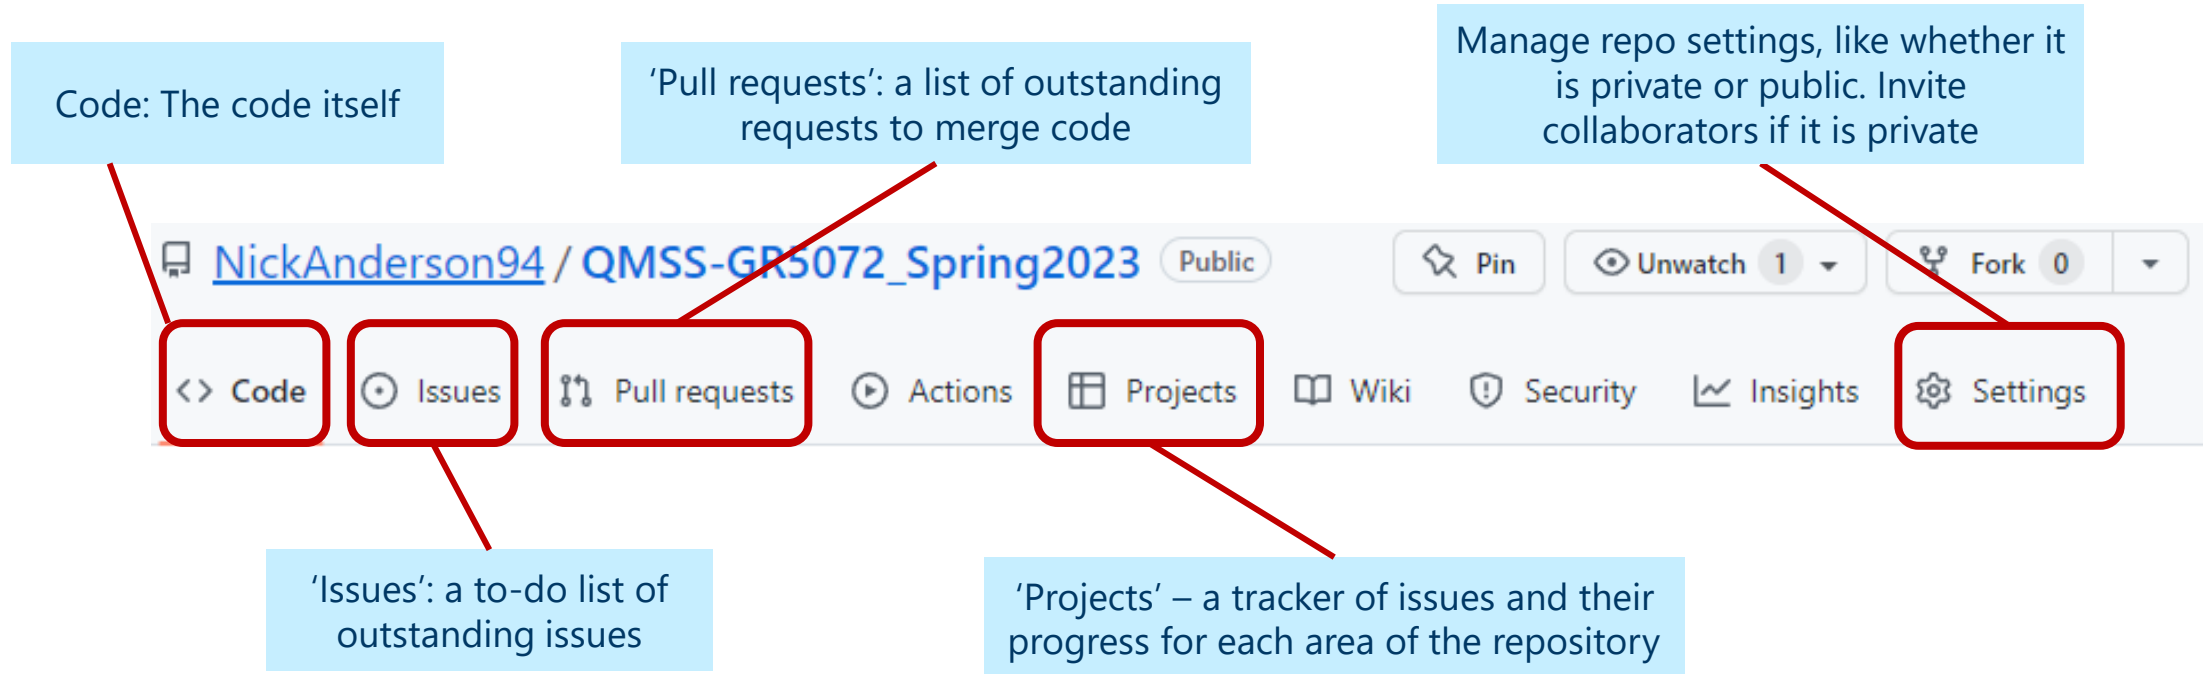 Code: The code itself
‘Pull requests’: a list of outstanding
requests to merge code
Manage repo settings, like whether it
is private or public. Invite
collaborators if it is private
NickAnderson94 / QMSS-GR5072_Spring2023 Public
Pin
Unwatch 1
Fork 0
Code
Issues
Pull requests
Actions
Projects
Wiki
Security
Insights
Settings
‘Issues’: a to-do list of
outstanding issues
‘Projects’ – a tracker of issues and their
progress for each area of the repository